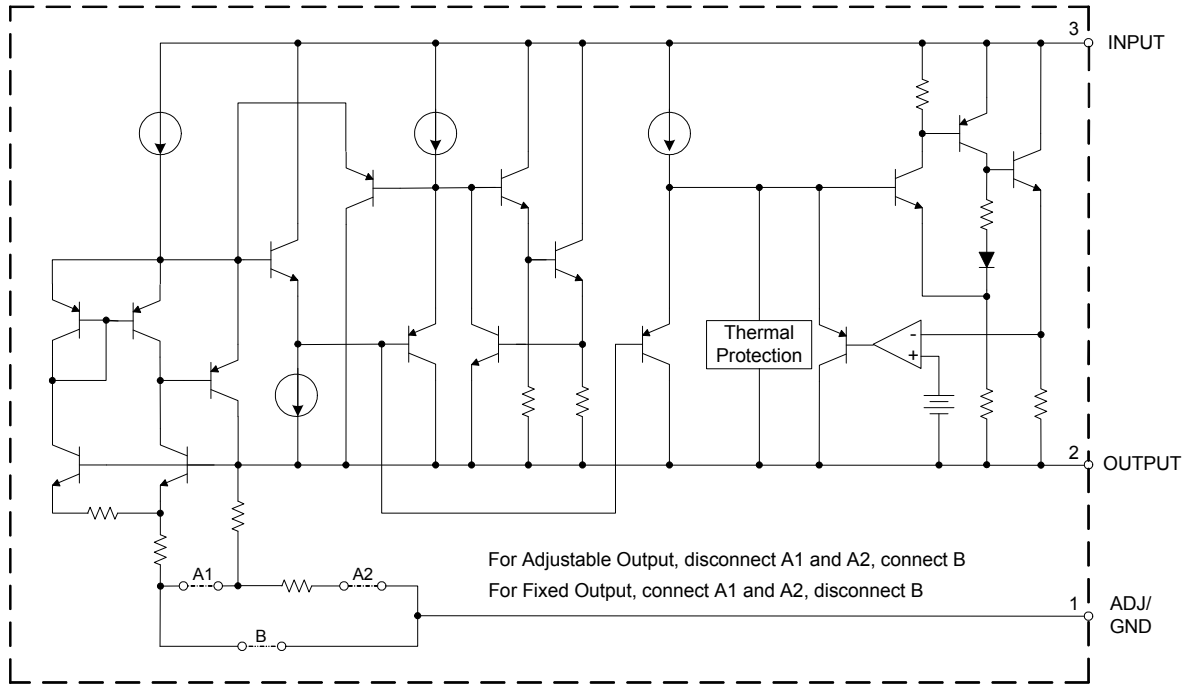 3
INPUT
Thermal
Protection
-
+
2
OUTPUT
For Adjustable Output, disconnect A1 and A2, connect B
For Fixed Output, connect A1 and A2, disconnect B
A1
A2
1
ADJ/
GND
B